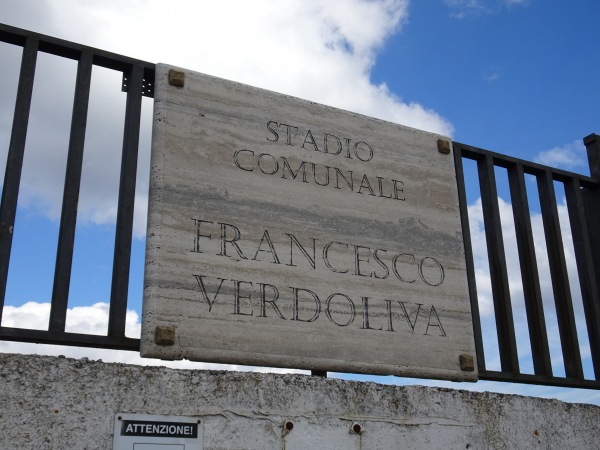 STADIO
COMUNALE
FRANCESCO
VERDOLIVA
ATTENZIONE!